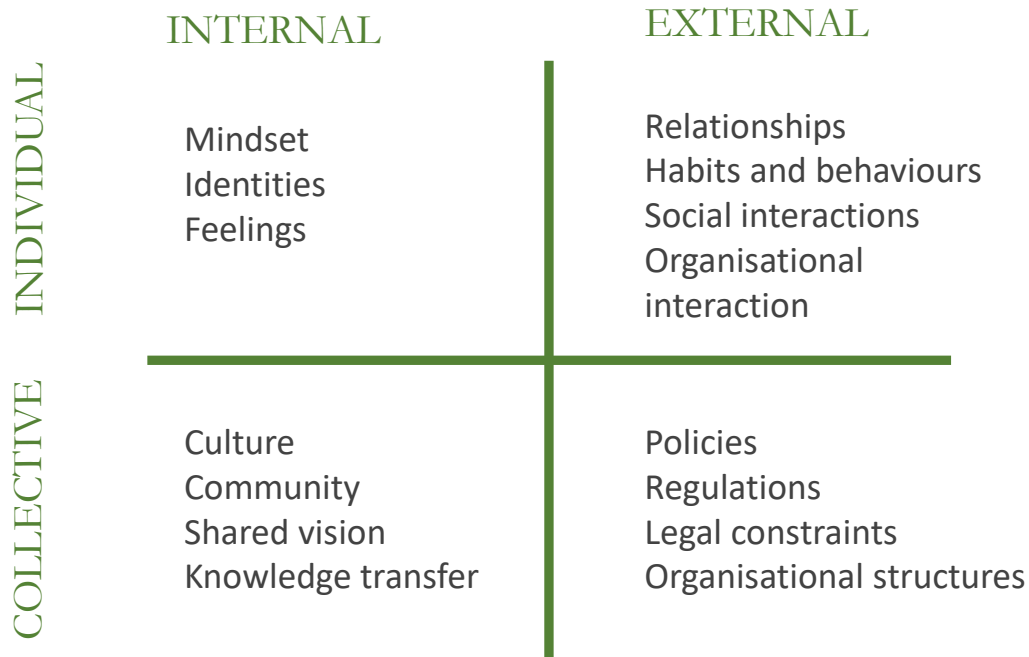 INTERNAL
EXTERNAL
INDIVIDUAL
Mindset
Identities
Feelings
Relationships
Habits and behaviours
Social interactions
Organisational
interaction
COLLECTIVE
Culture
Community
Shared vision
Knowledge transfer
Policies
Regulations
Legal constraints
Organisational structures